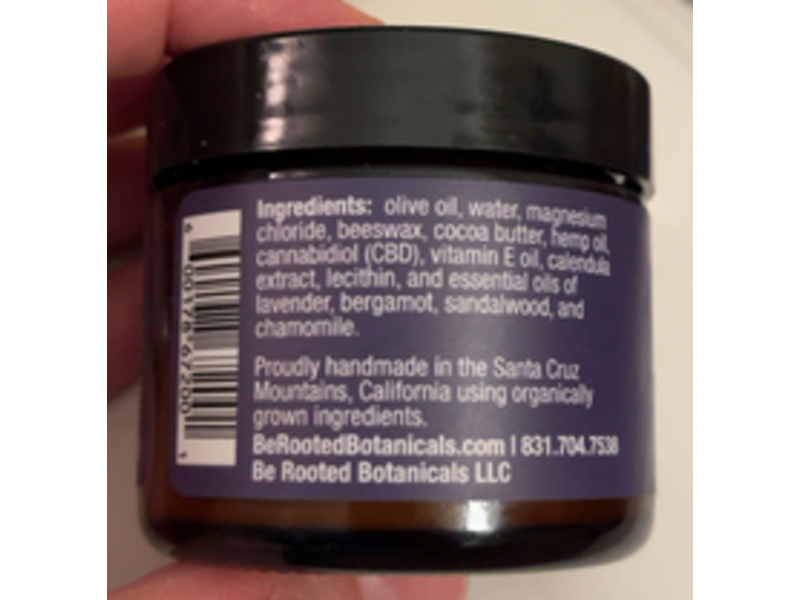 Ingredients: olive oil, water, magnesium
chloride, beeswax, cocoa butter, hemp oil,
cannabidiol (CBD), vitamin E oil, calendula
extract, lecithin, and essential oils of
lavender, bergamot, sandalwood, and
chamomile.
Proudly handmade in the Santa Cruz
Mountains, California using organically
grown ingredients.
BeRootedBotanicals.com | 831.704.7538
Be Rooted Botanicals LLC